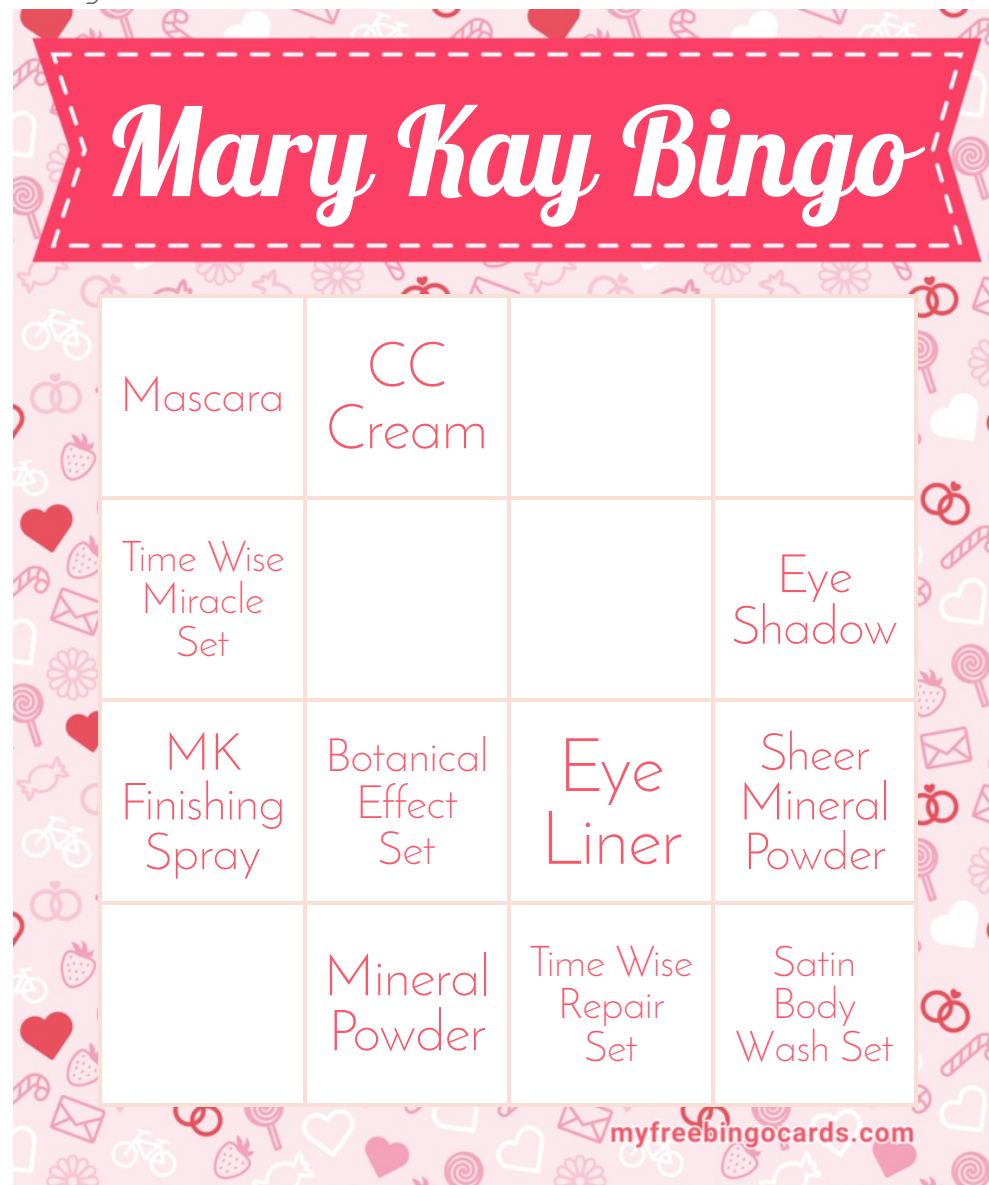 Mary Kay Bingo
Mascara
CC
Cream
Time Wise
Miracle
Set
Eye
Shadow
MK
Finishing
Spray
Botanical
Effect
Set
Eye
Liner
Sheer
Mineral
Powder
Mineral
Powder
Time Wise
Repair
Set
Satin
Body
Wash Set
myfreebingocards.com